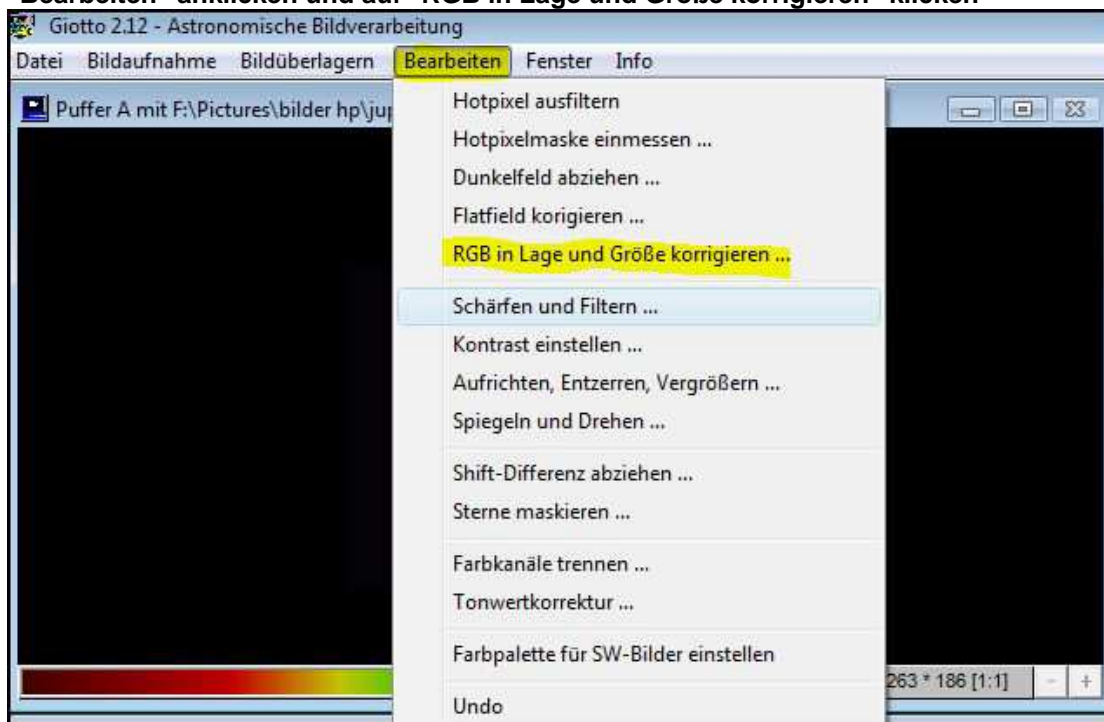 "Bearbeiten" anklicken und auf "RGB in Lage und Größe korrigieren" klicken
Giotto 2.12 - Astronomische Bildverarbeitung
Datei Bildaufnahme Bildüberlagern Bearbeiten Fenster Info
Puffer A mit F:\Pictures\bilder hp\jup
Hotpixel ausfiltern
Hotpixelmaske einmessen ...
Dunkelfeld abziehen ...
Flatfield korigieren ...
RGB in Lage und Größe korrigieren ...
Schärfen und Filtern ...
Kontrast einstellen ...
Aufrichten, Entzerren, Vergrößern ...
Spiegeln und Drehen ...
Shift-Differenz abziehen ...
Sterne maskieren ...
Farbkanäle trennen ...
Tonwertkorrektur ...
Farbpalette für SW-Bilder einstellen
Undo
263 * 186 [1:1] - +